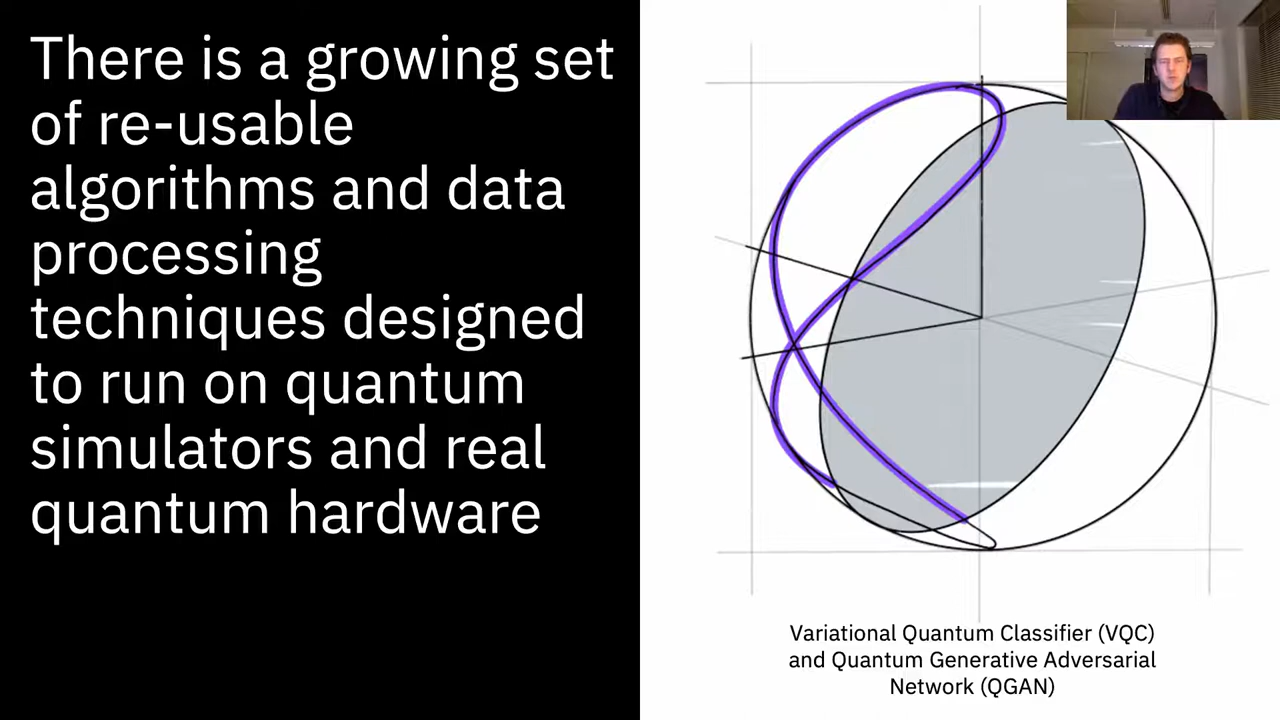 There is a growing set
of re-usable
algorithms and data
processing
techniques designed
to run on quantum
simulators and real
quantum hardware
Variational Quantum Classifier (VQC)
and Quantum Generative Adversarial
Network (QGAN)